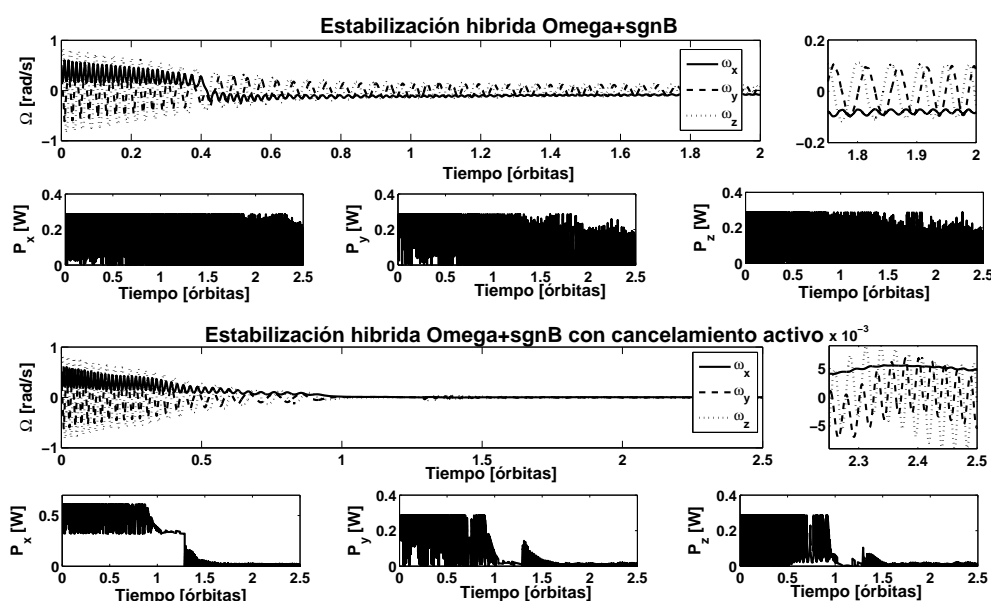 Estabilización hibrida Omega+sgnB
Ω [rad/s]
1
0
−1
0 0.2 0.4 0.6 0.8 1 1.2 1.4 1.6 1.8 2
Tiempo [órbitas]
ω_x
ω_y
ω_z
0.2
0
−0.2
1.8 1.9 2
P_x [W]
0.4
0.2
0
0 0.5 1 1.5 2 2.5
Tiempo [órbitas]
P_y [W]
0.4
0.2
0
0 0.5 1 1.5 2 2.5
Tiempo [órbitas]
P_z [W]
0.4
0.2
0
0 0.5 1 1.5 2 2.5
Tiempo [órbitas]
Estabilización hibrida Omega+sgnB con cancelamiento activo
Ω [rad/s]
1
0
−1
0 0.5 1 1.5 2 2.5
Tiempo [órbitas]
ω_x
ω_y
ω_z
x 10^−3
5
0
−5
2.3 2.4 2.5
P_x [W]
0.5
0
0 0.5 1 1.5 2 2.5
Tiempo [órbitas]
P_y [W]
0.4
0.2
0
0 0.5 1 1.5 2 2.5
Tiempo [órbitas]
P_z [W]
0.4
0.2
0
0 0.5 1 1.5 2 2.5
Tiempo [órbitas]